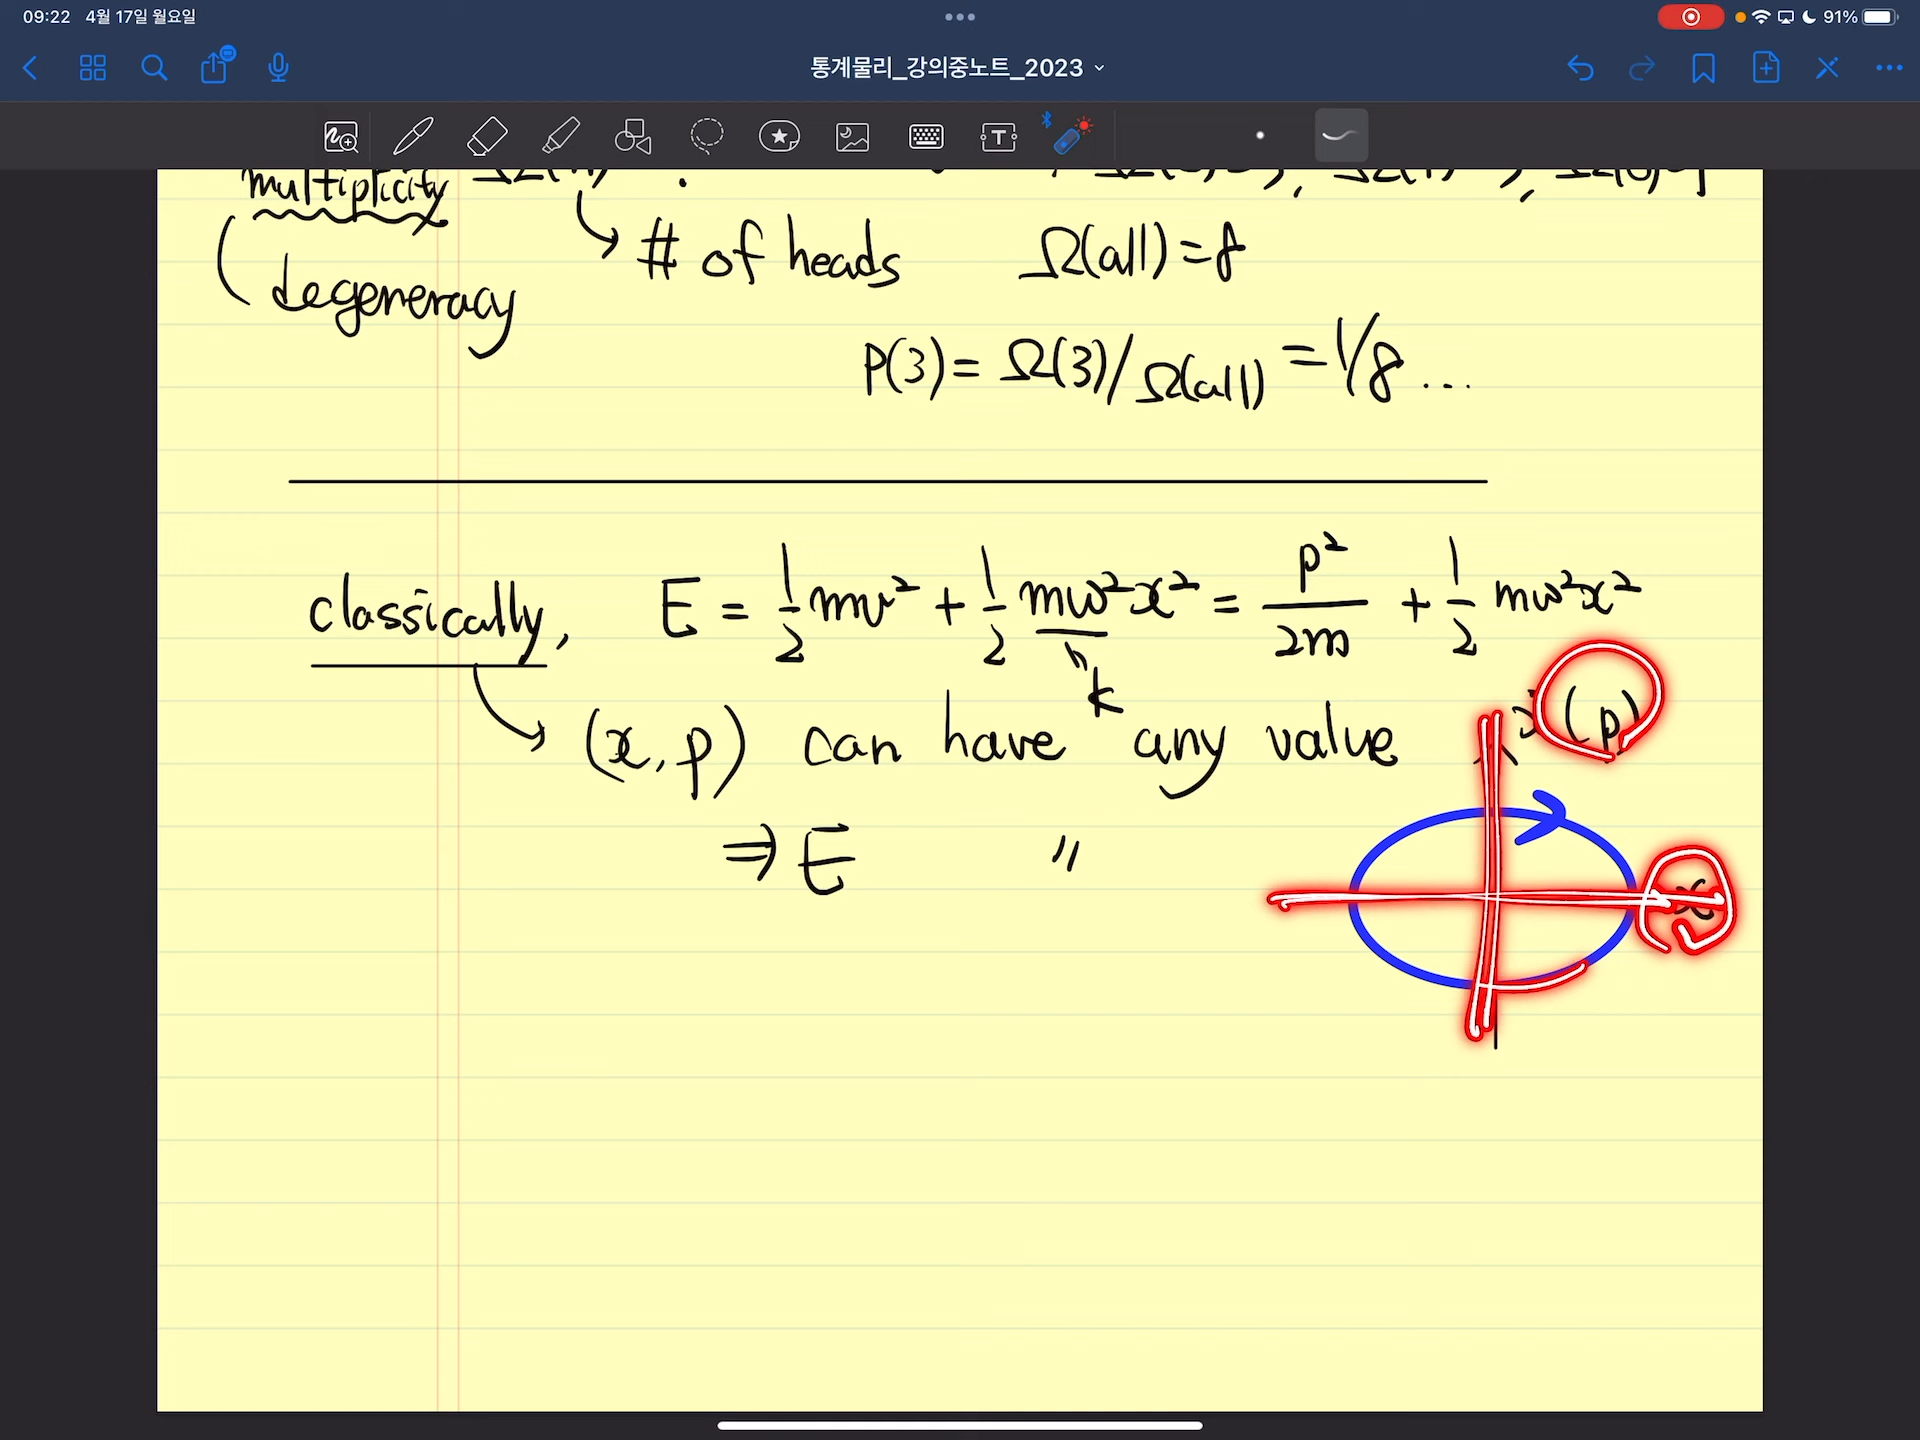 09:22 4월 17일 월요일
91%
통계물리_강의중노트_2023
multiplicity
(degeneracy
# of heads Ω(all)=8
P(3)= Ω(3)/Ω(all) =1/8 ...
classically, E = 1/2 mv² + 1/2 mω²x² = p²/2m + 1/2 mω²x²
k
(x, p) can have any value
(p)
⇒ E "
x